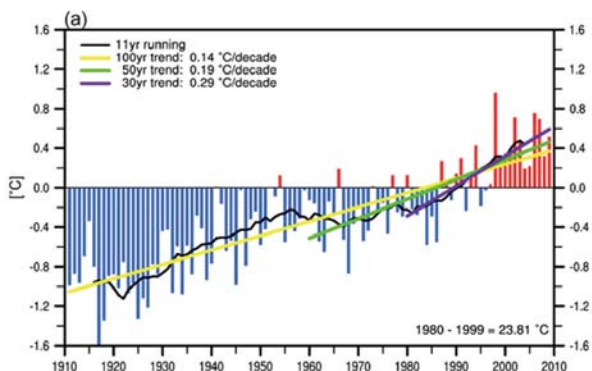 (a)
11yr running
100yr trend: 0.14 °C/decade
50yr trend: 0.19 °C/decade
30yr trend: 0.29 °C/decade
1.6 1.6
1.2 1.2
0.8 0.8
0.4 0.4
0.0 0.0
-0.4 -0.4
-0.8 -0.8
-1.2 -1.2
-1.6 -1.6
[°C]
1980 - 1999 = 23.81 °C
1910 1920 1930 1940 1950 1960 1970 1980 1990 2000 2010